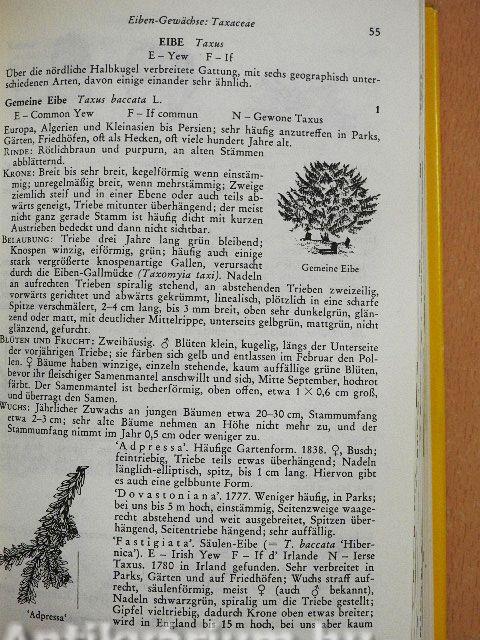 Eiben-Gewächse: Taxaceae
55
EIBE Taxus
E – Yew F – If
Über die nördliche Halbkugel verbreitete Gattung, mit sechs geographisch unter-
schiedenen Arten, davon einige einander sehr ähnlich.
Gemeine Eibe Taxus baccata L.
1
E – Common Yew F – If commun N – Gewone Taxus
Europa, Algerien und Kleinasien bis Persien; sehr häufig anzutreffen in Parks,
Gärten, Friedhöfen, oft als Hecken, oft viele hundert Jahre alt.
RINDE: Rötlichbraun und purpurn, an alten Stämmen
abblätternd.
KRONE: Breit bis sehr breit, kegelförmig wenn einstäm-
mig; unregelmäßig breit, wenn mehrstämmig; Zweige
ziemlich steif und in einer Ebene oder auch teils ab-
wärts geneigt, Triebe mitunter überhängend; der meist
nicht ganz gerade Stamm ist häufig dicht mit kurzen
Austrieben bedeckt und dann nicht sichtbar.
BELAUBUNG: Triebe drei Jahre lang grün bleibend;
Knospen winzig, eiförmig, grün; häufig auch einige
stark vergrößerte knospenartige Gallen, verursacht
durch die Eiben-Gallmücke (Taxomyia taxi). Nadeln
an aufrechten Trieben spiralig stehend, an abstehenden Trieben zweizeilig,
vorwärts gerichtet und abwärts gekrümmt, linealisch, plötzlich in eine scharfe
Spitze verschmälert, 2–4 cm lang, bis 3 mm breit, oben sehr dunkelgrün, glän-
zend oder matt, mit deutlicher Mittelrippe, unterseits gelbgrün, mattgrün, nicht
glänzend, gefurcht.
Gemeine Eibe
BLÜTEN UND FRUCHT: Zweihäusig. ♂ Blüten klein, kugelig, längs der Unterseite
der vorjährigen Triebe; sie färben sich gelb und entlassen im Februar den Pol-
len. ♀ Bäume haben winzige, einzeln stehende, kaum auffällige grüne Blüten,
bevor ihr fleischiger Samenmantel anschwillt und sich, Mitte September, hochrot
färbt. Der Samenmantel ist becherförmig, oben offen, etwa 1 × 0,6 cm groß,
und überragt den Samen.
WUCHS: Jährlicher Zuwachs an jungen Bäumen etwa 20–30 cm, Stammumfang
etwa 2–3 cm; sehr alte Bäume nehmen an Höhe nicht mehr zu, und der
Stammumfang nimmt im Jahr 0,5 cm oder weniger zu.
'Adpressa'. Häufige Gartenform. 1838. ♀, Busch;
feintriebig, Triebe teils etwas überhängend; Nadeln
länglich-elliptisch, spitz, bis 1 cm lang. Hiervon gibt
es auch eine gelbbunte Form.
'Dovastoniana'. 1777. Weniger häufig, in Parks;
bei uns bis 5 m hoch, einstämmig, Seitenzweige waage-
recht abstehend und weit ausgebreitet, Spitzen über-
hängend, Seitentriebe hängend; sehr auffällig.
'Fastigiata'. Säulen-Eibe (= T. baccata 'Hiber-
nica'). E – Irish Yew F – If d' Irlande N – Ierse
Taxus. 1780 in Irland gefunden. Sehr verbreitet in
Parks, Gärten und auf Friedhöfen; Wuchs straff auf-
recht, säulenförmig, meist ♀ (auch ♂ bekannt),
Nadeln schwarzgrün, spiralig um die Triebe gestellt;
Gipfel vieltriebig, dadurch Krone oben etwas breiter;
wird in England bis 15 m hoch, bei uns aber kaum
'Adpressa'